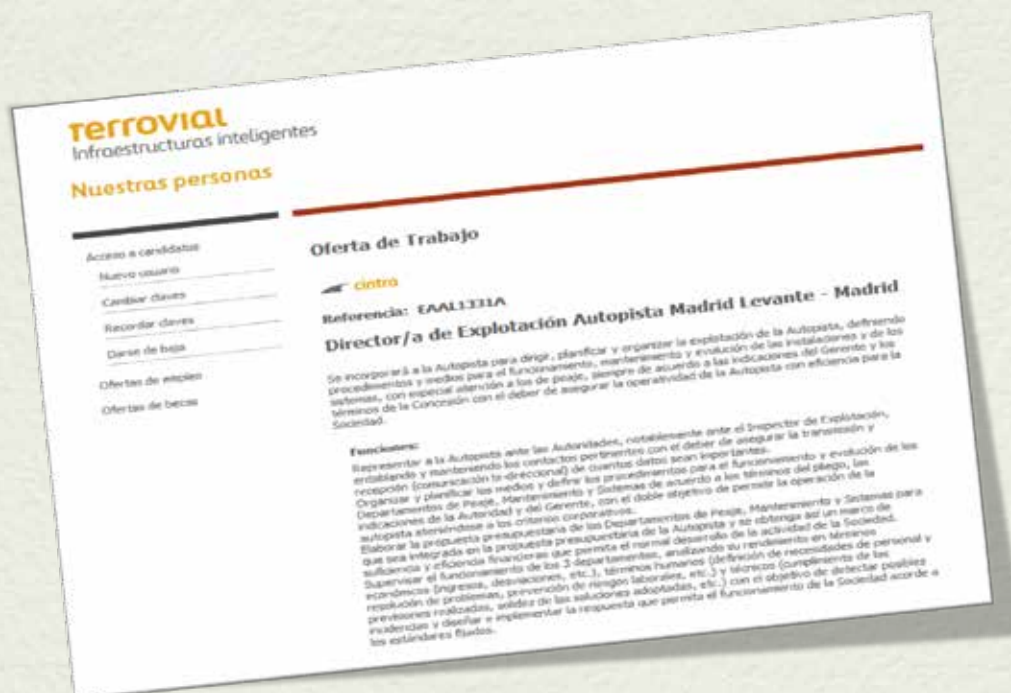 ferrovial
Infraestructuras inteligentes
Nuestras personas
Acceso a candidatos
Nuevo usuario
Cambiar claves
Recordar claves
Darse de baja
Ofertas de empleo
Ofertas de becas
Oferta de Trabajo
cintra
Referencia: EAAL1331A
Director/a de Explotación Autopista Madrid Levante - Madrid
Se incorporará a la Autopista para dirigir, planificar y organizar la explotación de la Autopista, definiendo
procedimientos y medios para el funcionamiento, mantenimiento y evolución de las instalaciones y de los
sistemas, con especial atención a los de peaje, siempre de acuerdo a las indicaciones del Gerente y los
términos de la Concesión con el deber de asegurar la operatividad de la Autopista con eficiencia para la
Sociedad.
Funciones:
Representar a la Autopista ante las Autoridades, notablemente ante el Inspector de Explotación,
entablando y manteniendo los contactos pertinentes con el deber de asegurar la transmisión y
recepción (comunicación bi-direccional) de cuantos datos sean importantes.
Organizar y planificar los medios y definir los procedimientos para el funcionamiento y evolución de los
Departamentos de Peaje, Mantenimiento y Sistemas de acuerdo a los términos del pliego, las
indicaciones de la Autoridad y del Gerente, con el doble objetivo de permitir la operación de la
autopista ateniéndose a los criterios corporativos.
Elaborar la propuesta presupuestaria de los Departamentos de Peaje, Mantenimiento y Sistemas para
que sea integrada en la propuesta presupuestaria de la Autopista y se obtenga así un marco de
suficiencia y eficiencia financieras que permita el normal desarrollo de la actividad de la Sociedad.
Supervisar el funcionamiento de los 3 departamentos, analizando su rendimiento en términos
económicos (ingresos, desviaciones, etc.), términos humanos (definición de necesidades de personal y
resolución de problemas, prevención de riesgos laborales, etc.) y técnicos (cumplimiento de las
previsiones realizadas, solidez de las soluciones adoptadas, etc.) con el objetivo de detectar posibles
incidencias y diseñar e implementar la respuesta que permita el funcionamiento de la Sociedad acorde a
los estándares fijados.